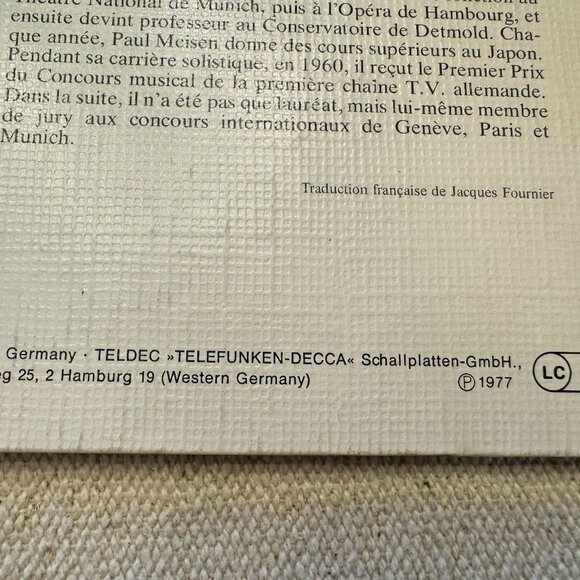 Théâtre National de Munich, puis à l'Opéra de Hambourg, et
ensuite devint professeur au Conservatoire de Detmold. Cha-
que année, Paul Meisen donne des cours supérieurs au Japon.
Pendant sa carrière solistique, en 1960, il reçut le Premier Prix
du Concours musical de la première chaîne T.V. allemande.
Dans la suite, il n'a été pas que lauréat, mais lui-même membre
de jury aux concours internationaux de Genève, Paris et
Munich.
Traduction française de Jacques Fournier
Germany · TELDEC »TELEFUNKEN-DECCA« Schallplatten-GmbH.,
eg 25, 2 Hamburg 19 (Western Germany)
Ⓟ 1977
LC